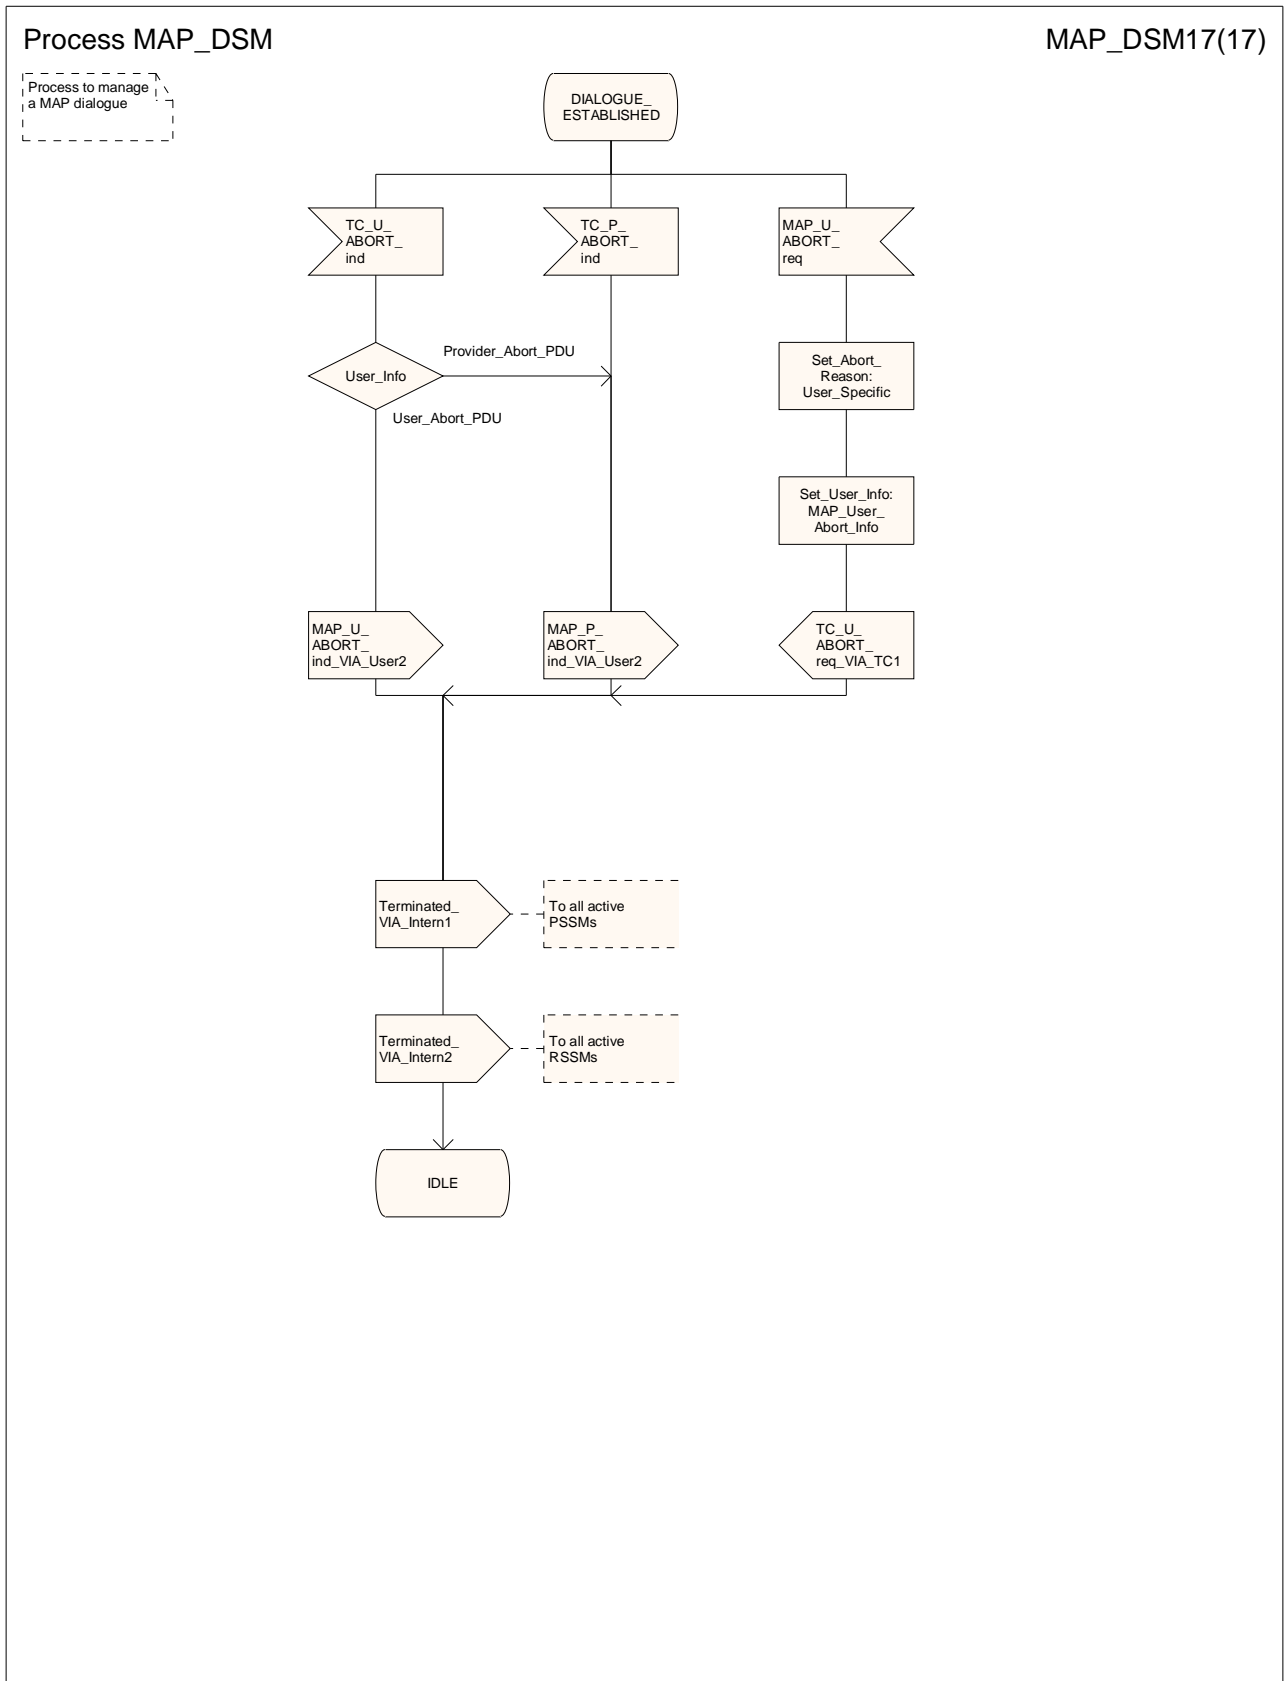 Process MAP_DSM
MAP_DSM17(17)
Process to manage
a MAP dialogue
DIALOGUE_
ESTABLISHED
TC_U_
ABORT_
ind
TC_P_
ABORT_
ind
MAP_U_
ABORT_
req
Provider_Abort_PDU
User_Info
User_Abort_PDU
Set_Abort_
Reason:
User_Specific
Set_User_Info:
MAP_User_
Abort_Info
MAP_U_
ABORT_
ind_VIA_User2
MAP_P_
ABORT_
ind_VIA_User2
TC_U_
ABORT_
req_VIA_TC1
Terminated_
VIA_Intern1
To all active
PSSMs
Terminated_
VIA_Intern2
To all active
RSSMs
IDLE